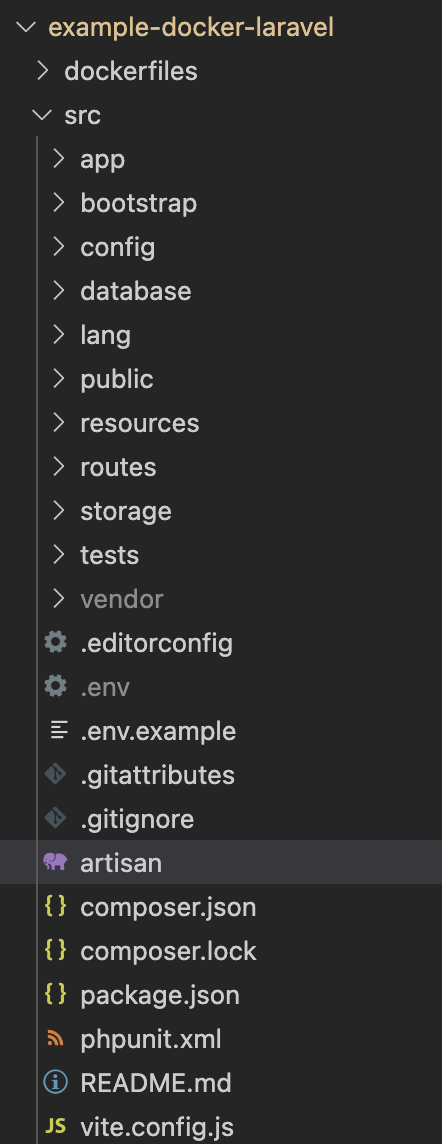 example-docker-laravel
dockerfiles
src
app
bootstrap
config
database
lang
public
resources
routes
storage
tests
vendor
.editorconfig
.env
.env.example
.gitattributes
.gitignore
artisan
{} composer.json
{} composer.lock
{} package.json
phpunit.xml
README.md
JS vite.config.js